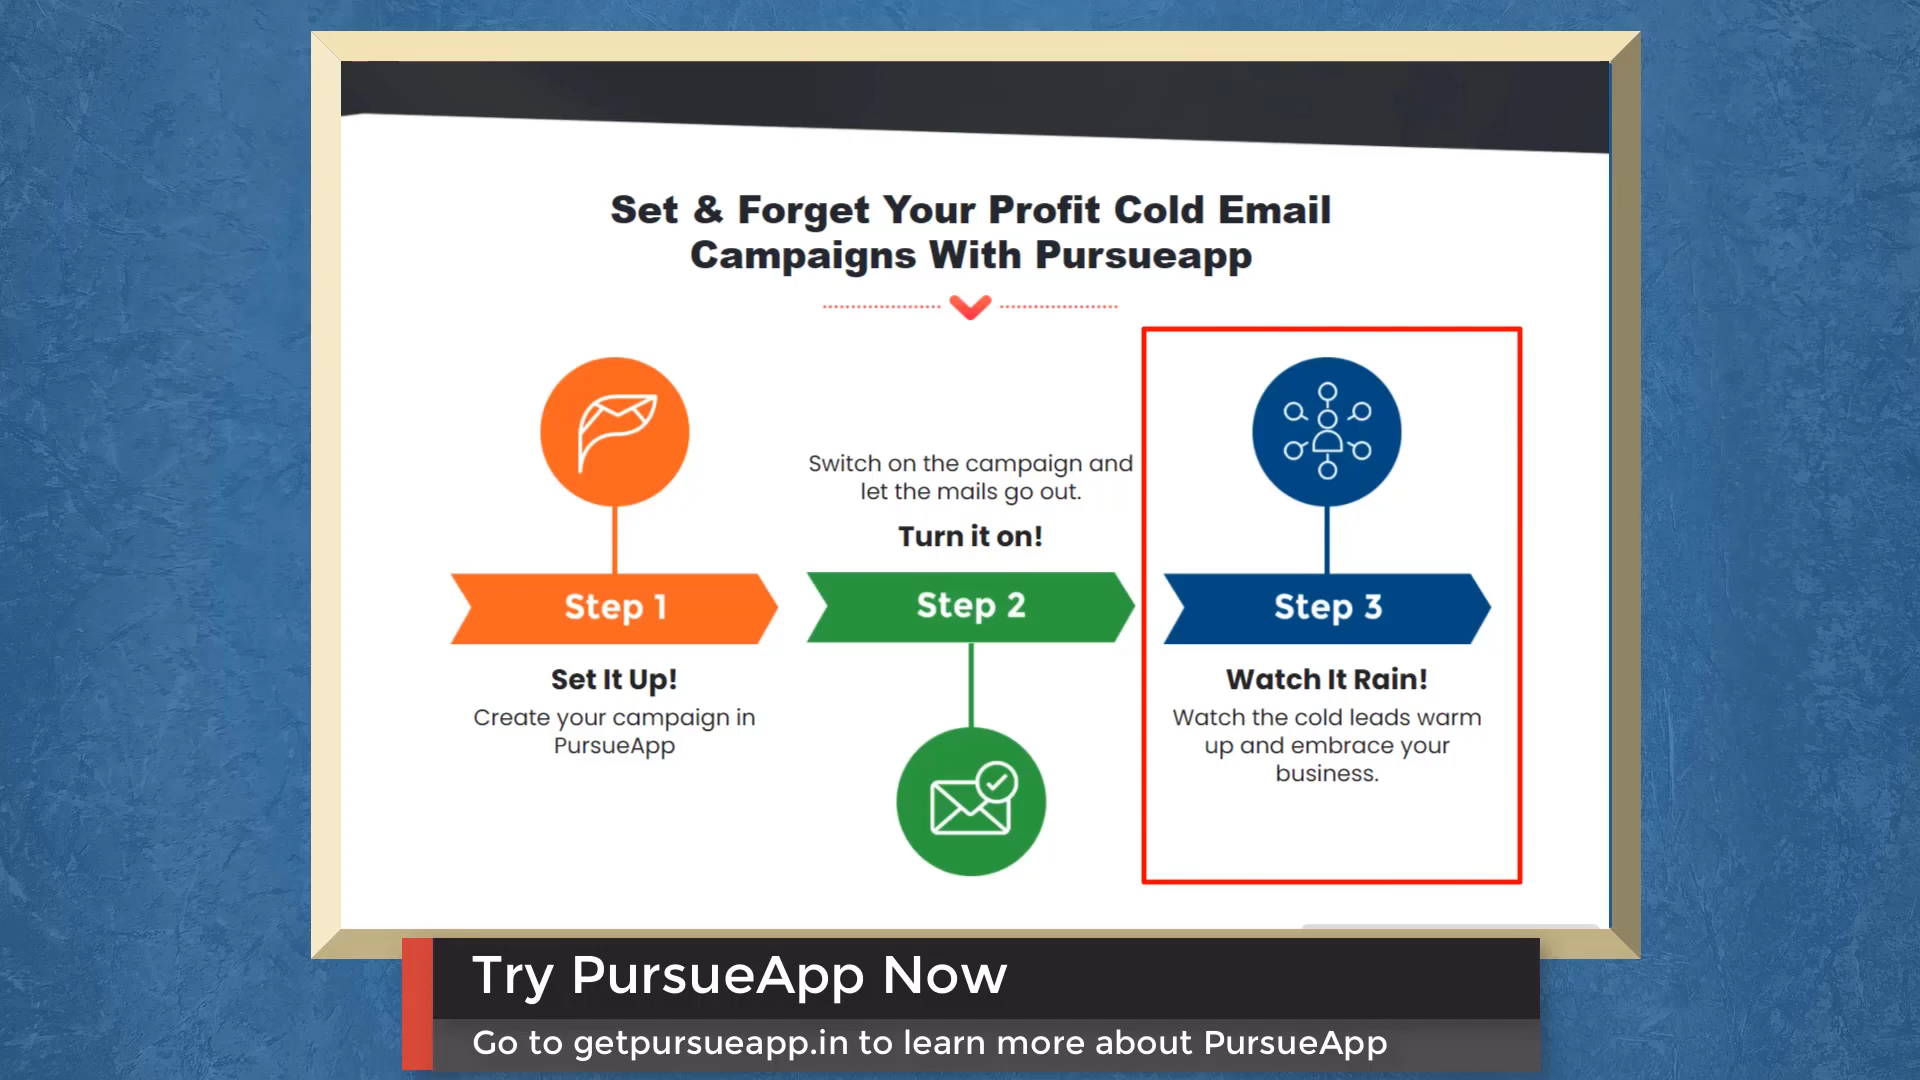 Set & Forget Your Profit Cold Email
Campaigns With Pursueapp
Step 1
Set It Up!
Create your campaign in
PursueApp
Switch on the campaign and
let the mails go out.
Turn it on!
Step 2
Step 3
Watch It Rain!
Watch the cold leads warm
up and embrace your
business.
Try PursueApp Now
Go to getpursueapp.in to learn more about PursueApp